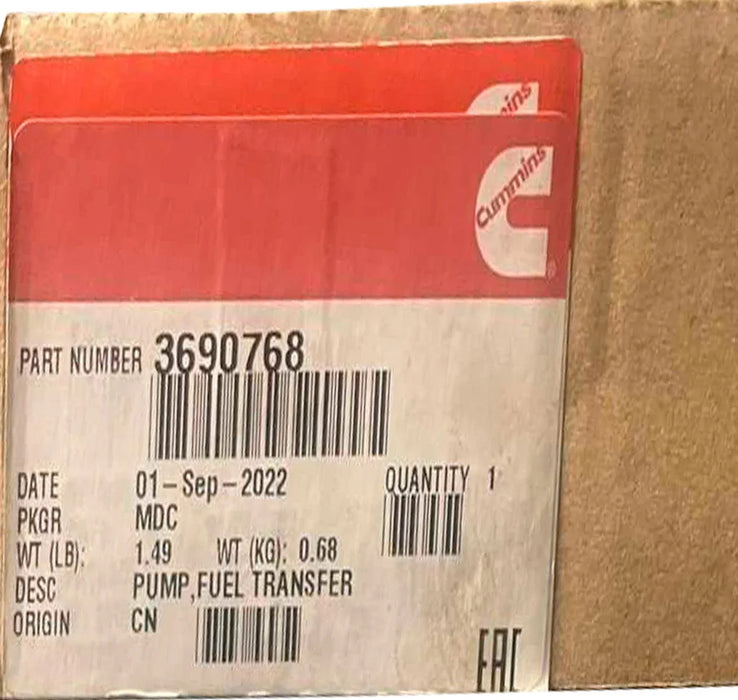 ins
Cummins
®
PART NUMBER 3690768
DATE 01-Sep-2022 QUANTITY 1
PKGR MDC
WT (LB): 1.49 WT (KG): 0.68
DESC PUMP,FUEL TRANSFER
ORIGIN CN
EAC